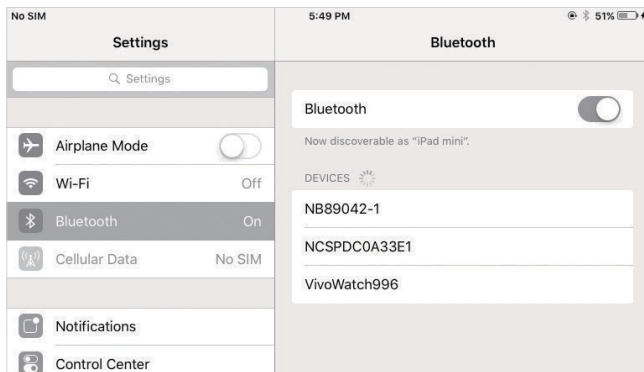 No SIM
5:49 PM
51%
Settings
Bluetooth
Settings
Airplane Mode
Wi-Fi
Off
Bluetooth
On
Cellular Data
No SIM
Notifications
Control Center
Bluetooth
Now discoverable as “iPad mini”.
DEVICES
NB89042-1
NCSPDC0A33E1
VivoWatch996